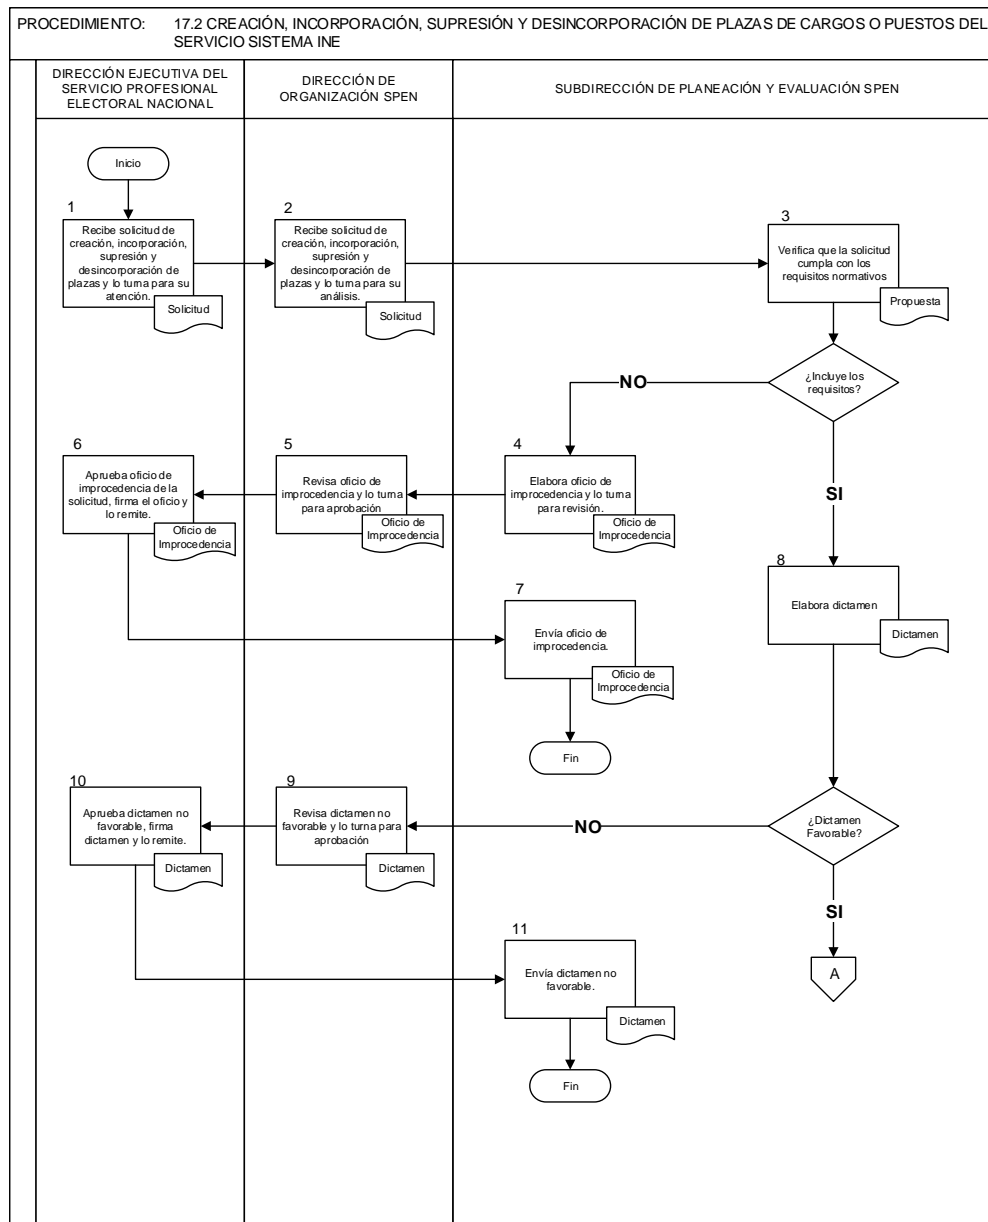 PROCEDIMIENTO: 17.2 CREACIÓN, INCORPORACIÓN, SUPRESIÓN Y DESINCORPORACIÓN DE PLAZAS DE CARGOS O PUESTOS DEL
SERVICIO SISTEMA INE
DIRECCIÓN EJECUTIVA DEL
SERVICIO PROFESIONAL
ELECTORAL NACIONAL
DIRECCIÓN DE
ORGANIZACIÓN SPEN
SUBDIRECCIÓN DE PLANEACIÓN Y EVALUACIÓN SPEN
Inicio
1
Recibe solicitud de
creación, incorporación,
supresión y
desincorporación de
plazas y lo turna para su
atención.
Solicitud
2
Recibe solicitud de
creación, incorporación,
supresión y
desincorporación de
plazas y lo turna para su
análisis.
Solicitud
3
Verifica que la solicitud
cumpla con los
requisitos normativos
Propuesta
¿Incluye los
requisitos?
NO
SI
6
Aprueba oficio de
improcedencia de la
solicitud, firma el oficio y
lo remite.
Oficio de
Improcedencia
5
Revisa oficio de
improcedencia y lo turna
para aprobación
Oficio de
Improcedencia
4
Elabora oficio de
improcedencia y lo turna
para revisión.
Oficio de
Improcedencia
8
Elabora dictamen
Dictamen
7
Envía oficio de
improcedencia.
Oficio de
Improcedencia
Fin
10
Aprueba dictamen no
favorable, firma
dictamen y lo remite.
Dictamen
9
Revisa dictamen no
favorable y lo turna para
aprobación
Dictamen
NO
¿Dictamen
Favorable?
SI
A
11
Envía dictamen no
favorable.
Dictamen
Fin